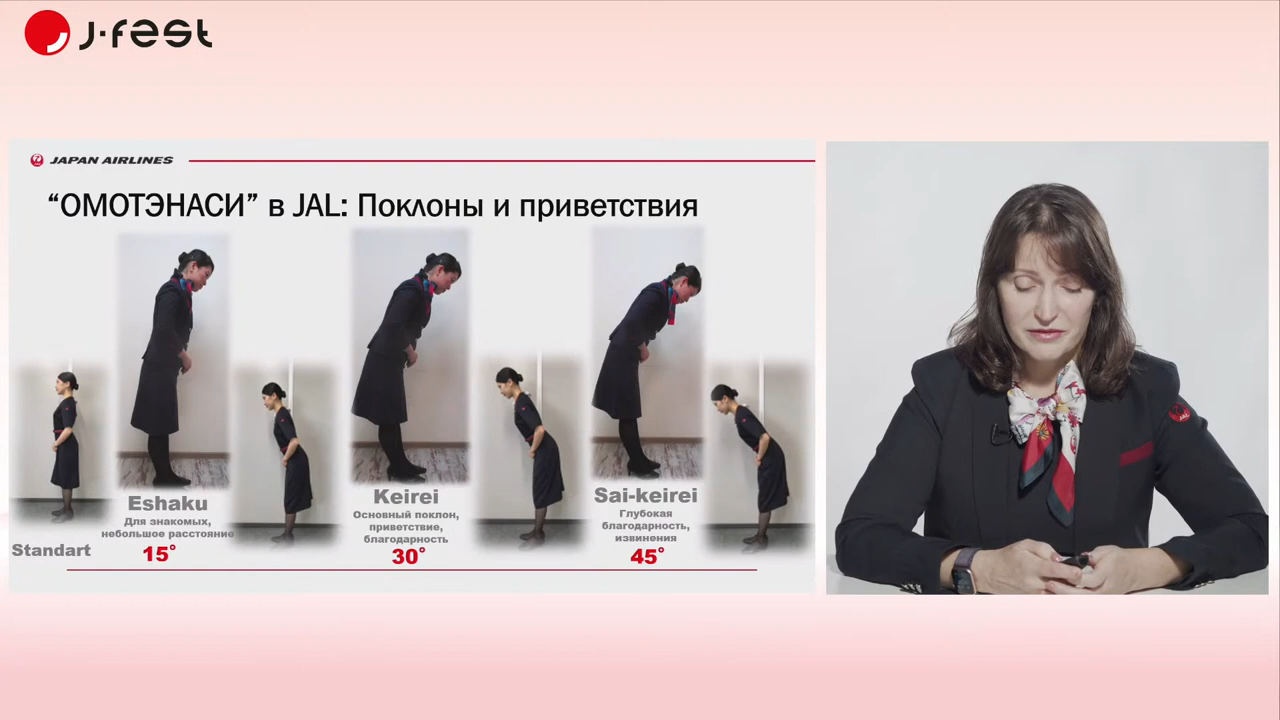 J·fest
JAPAN AIRLINES
“ОМОТЭНАСИ” в JAL: Поклоны и приветствия
Standart
Eshaku
Для знакомых,
небольшое расстояние
15°
Keirei
Основный поклон,
приветствие,
благодарность
30°
Sai-keirei
Глубокая
благодарность,
извинения
45°
JAL